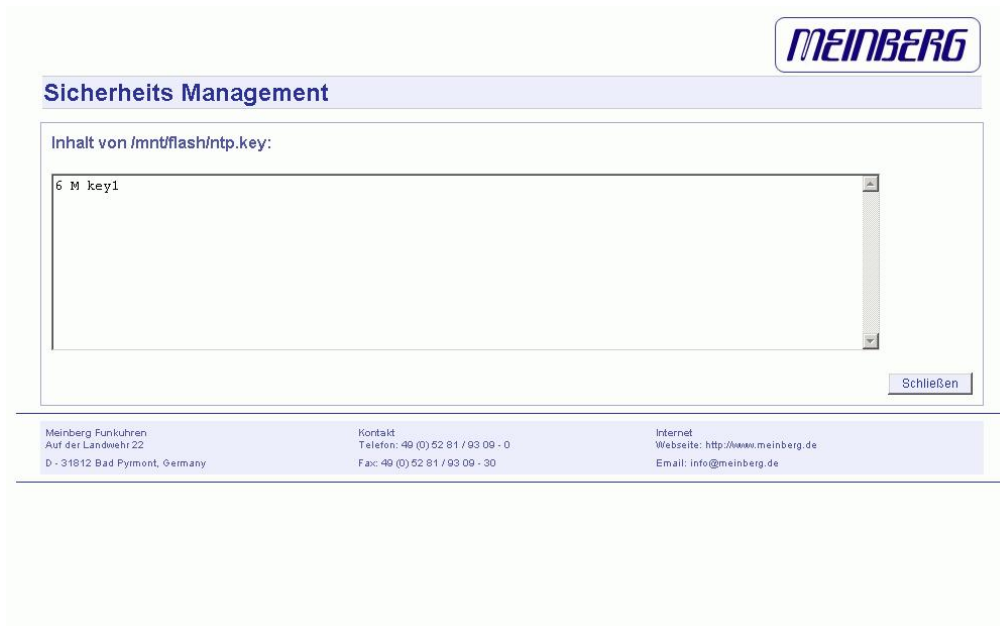 MEINBERG
Sicherheits Management
Inhalt von /mnt/flash/ntp.key:
6 M key1
Schließen
Meinberg Funkuhren
Auf der Landwehr 22
D - 31812 Bad Pyrmont, Germany
Kontakt
Telefon: 49 (0) 52 81 / 93 09 - 0
Fax: 49 (0) 52 81 / 93 09 - 30
Internet
Webseite: http://www.meinberg.de
Email: info@meinberg.de